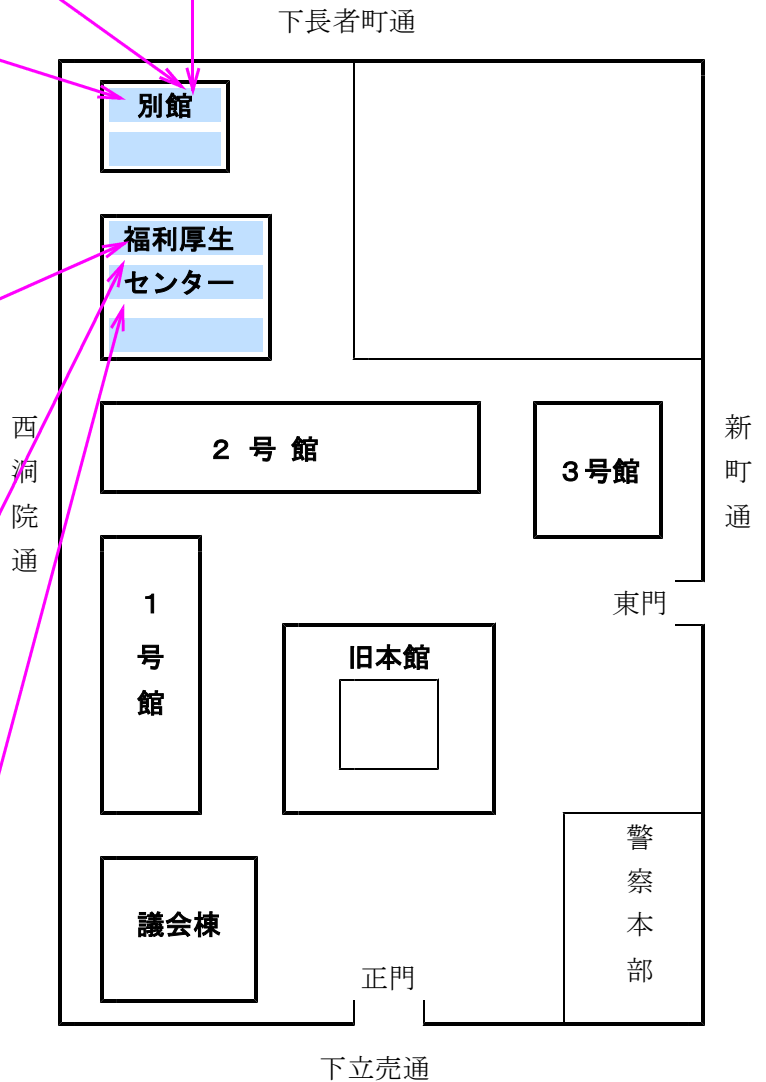 下長者町通
別館
福利厚生
センター
西洞院通
２号館
３号館
新町通
１号館
東門
旧本館
警察本部
議会棟
正門
下立売通